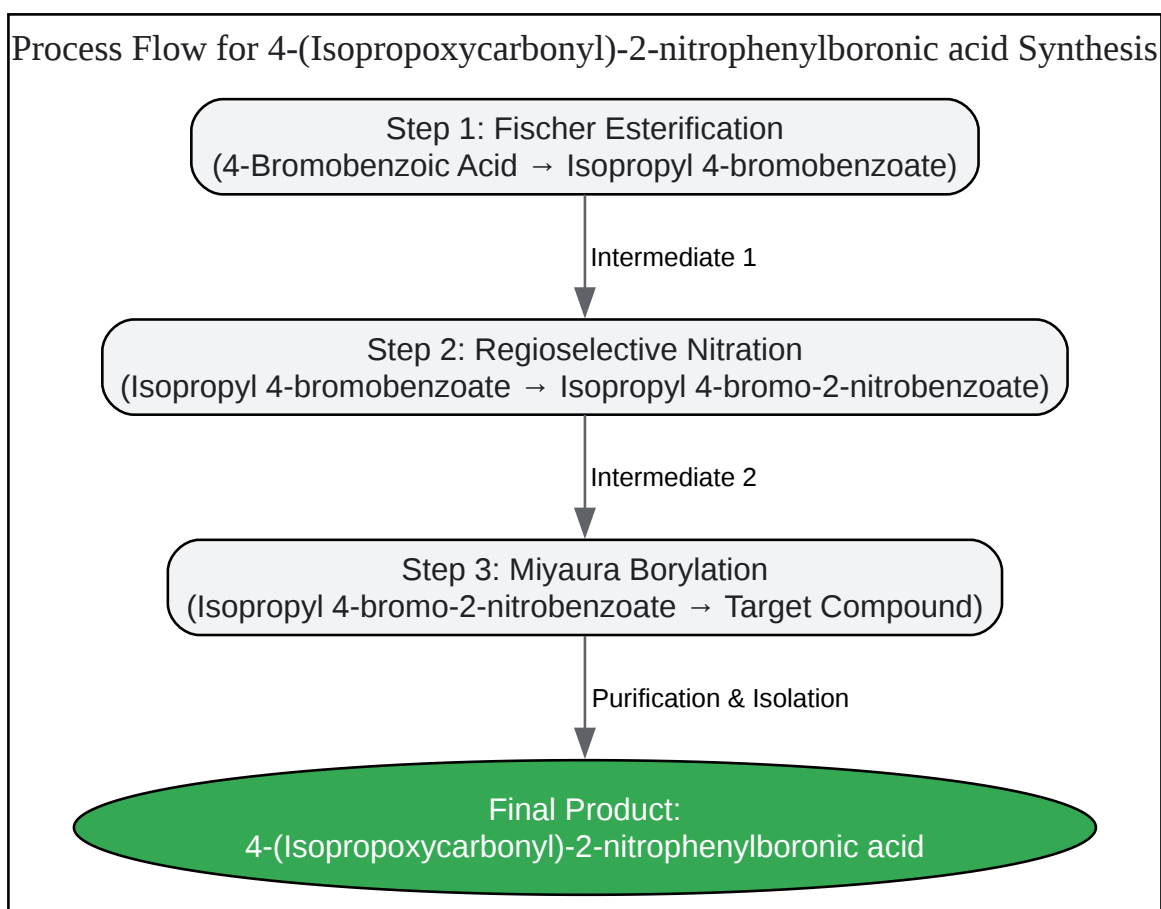 Process Flow for 4-(Isopropoxycarbonyl)-2-nitrophenylboronic acid Synthesis
Step 1: Fischer Esterification
(4-Bromobenzoic Acid → Isopropyl 4-bromobenzoate)
Intermediate 1
Step 2: Regioselective Nitration
(Isopropyl 4-bromobenzoate → Isopropyl 4-bromo-2-nitrobenzoate)
Intermediate 2
Step 3: Miyaura Borylation
(Isopropyl 4-bromo-2-nitrobenzoate → Target Compound)
Purification & Isolation
Final Product:
4-(Isopropoxycarbonyl)-2-nitrophenylboronic acid